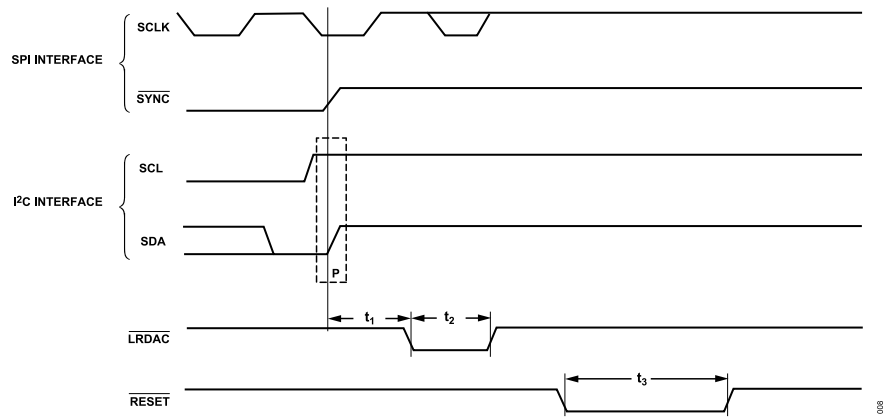 SCLK
SPI INTERFACE
SYNC
SCL
I²C INTERFACE
SDA
P
t₁
t₂
LRDAC
t₃
RESET
008